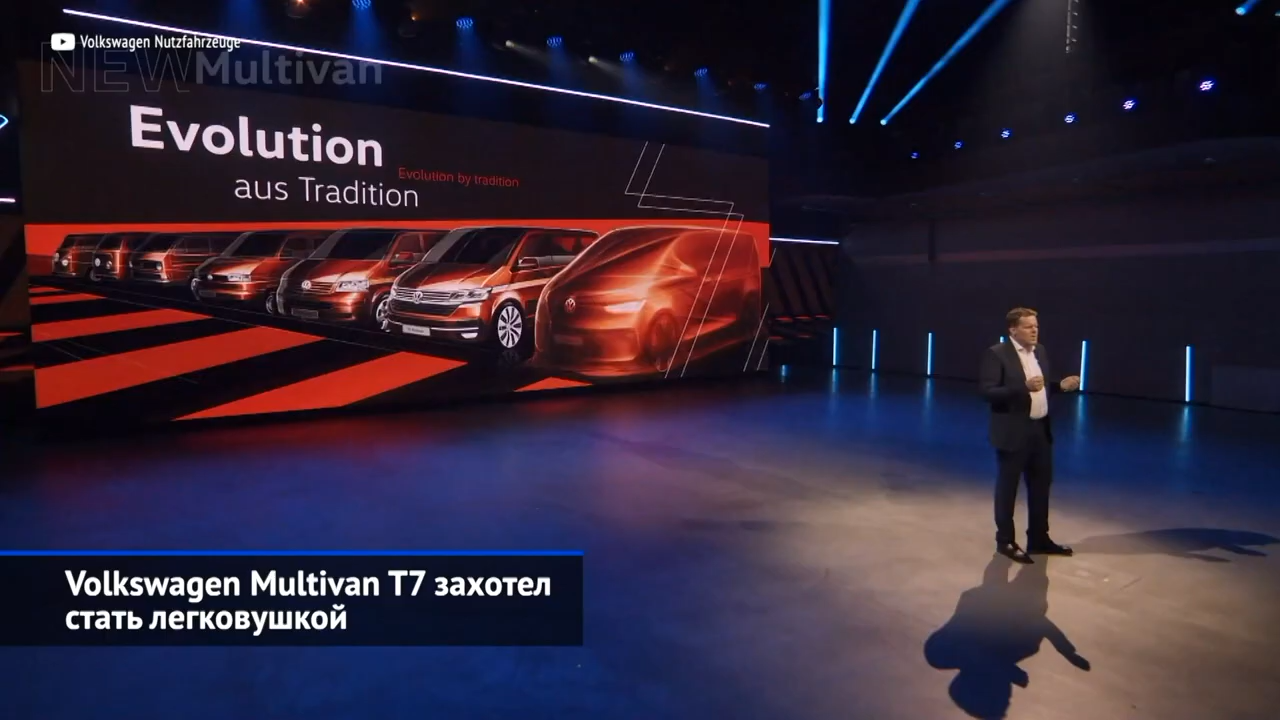 Volkswagen Nutzfahrzeuge
NEW Multivan
Evolution
aus Tradition
Evolution by tradition
Volkswagen Multivan T7 захотел
стать легковушкой